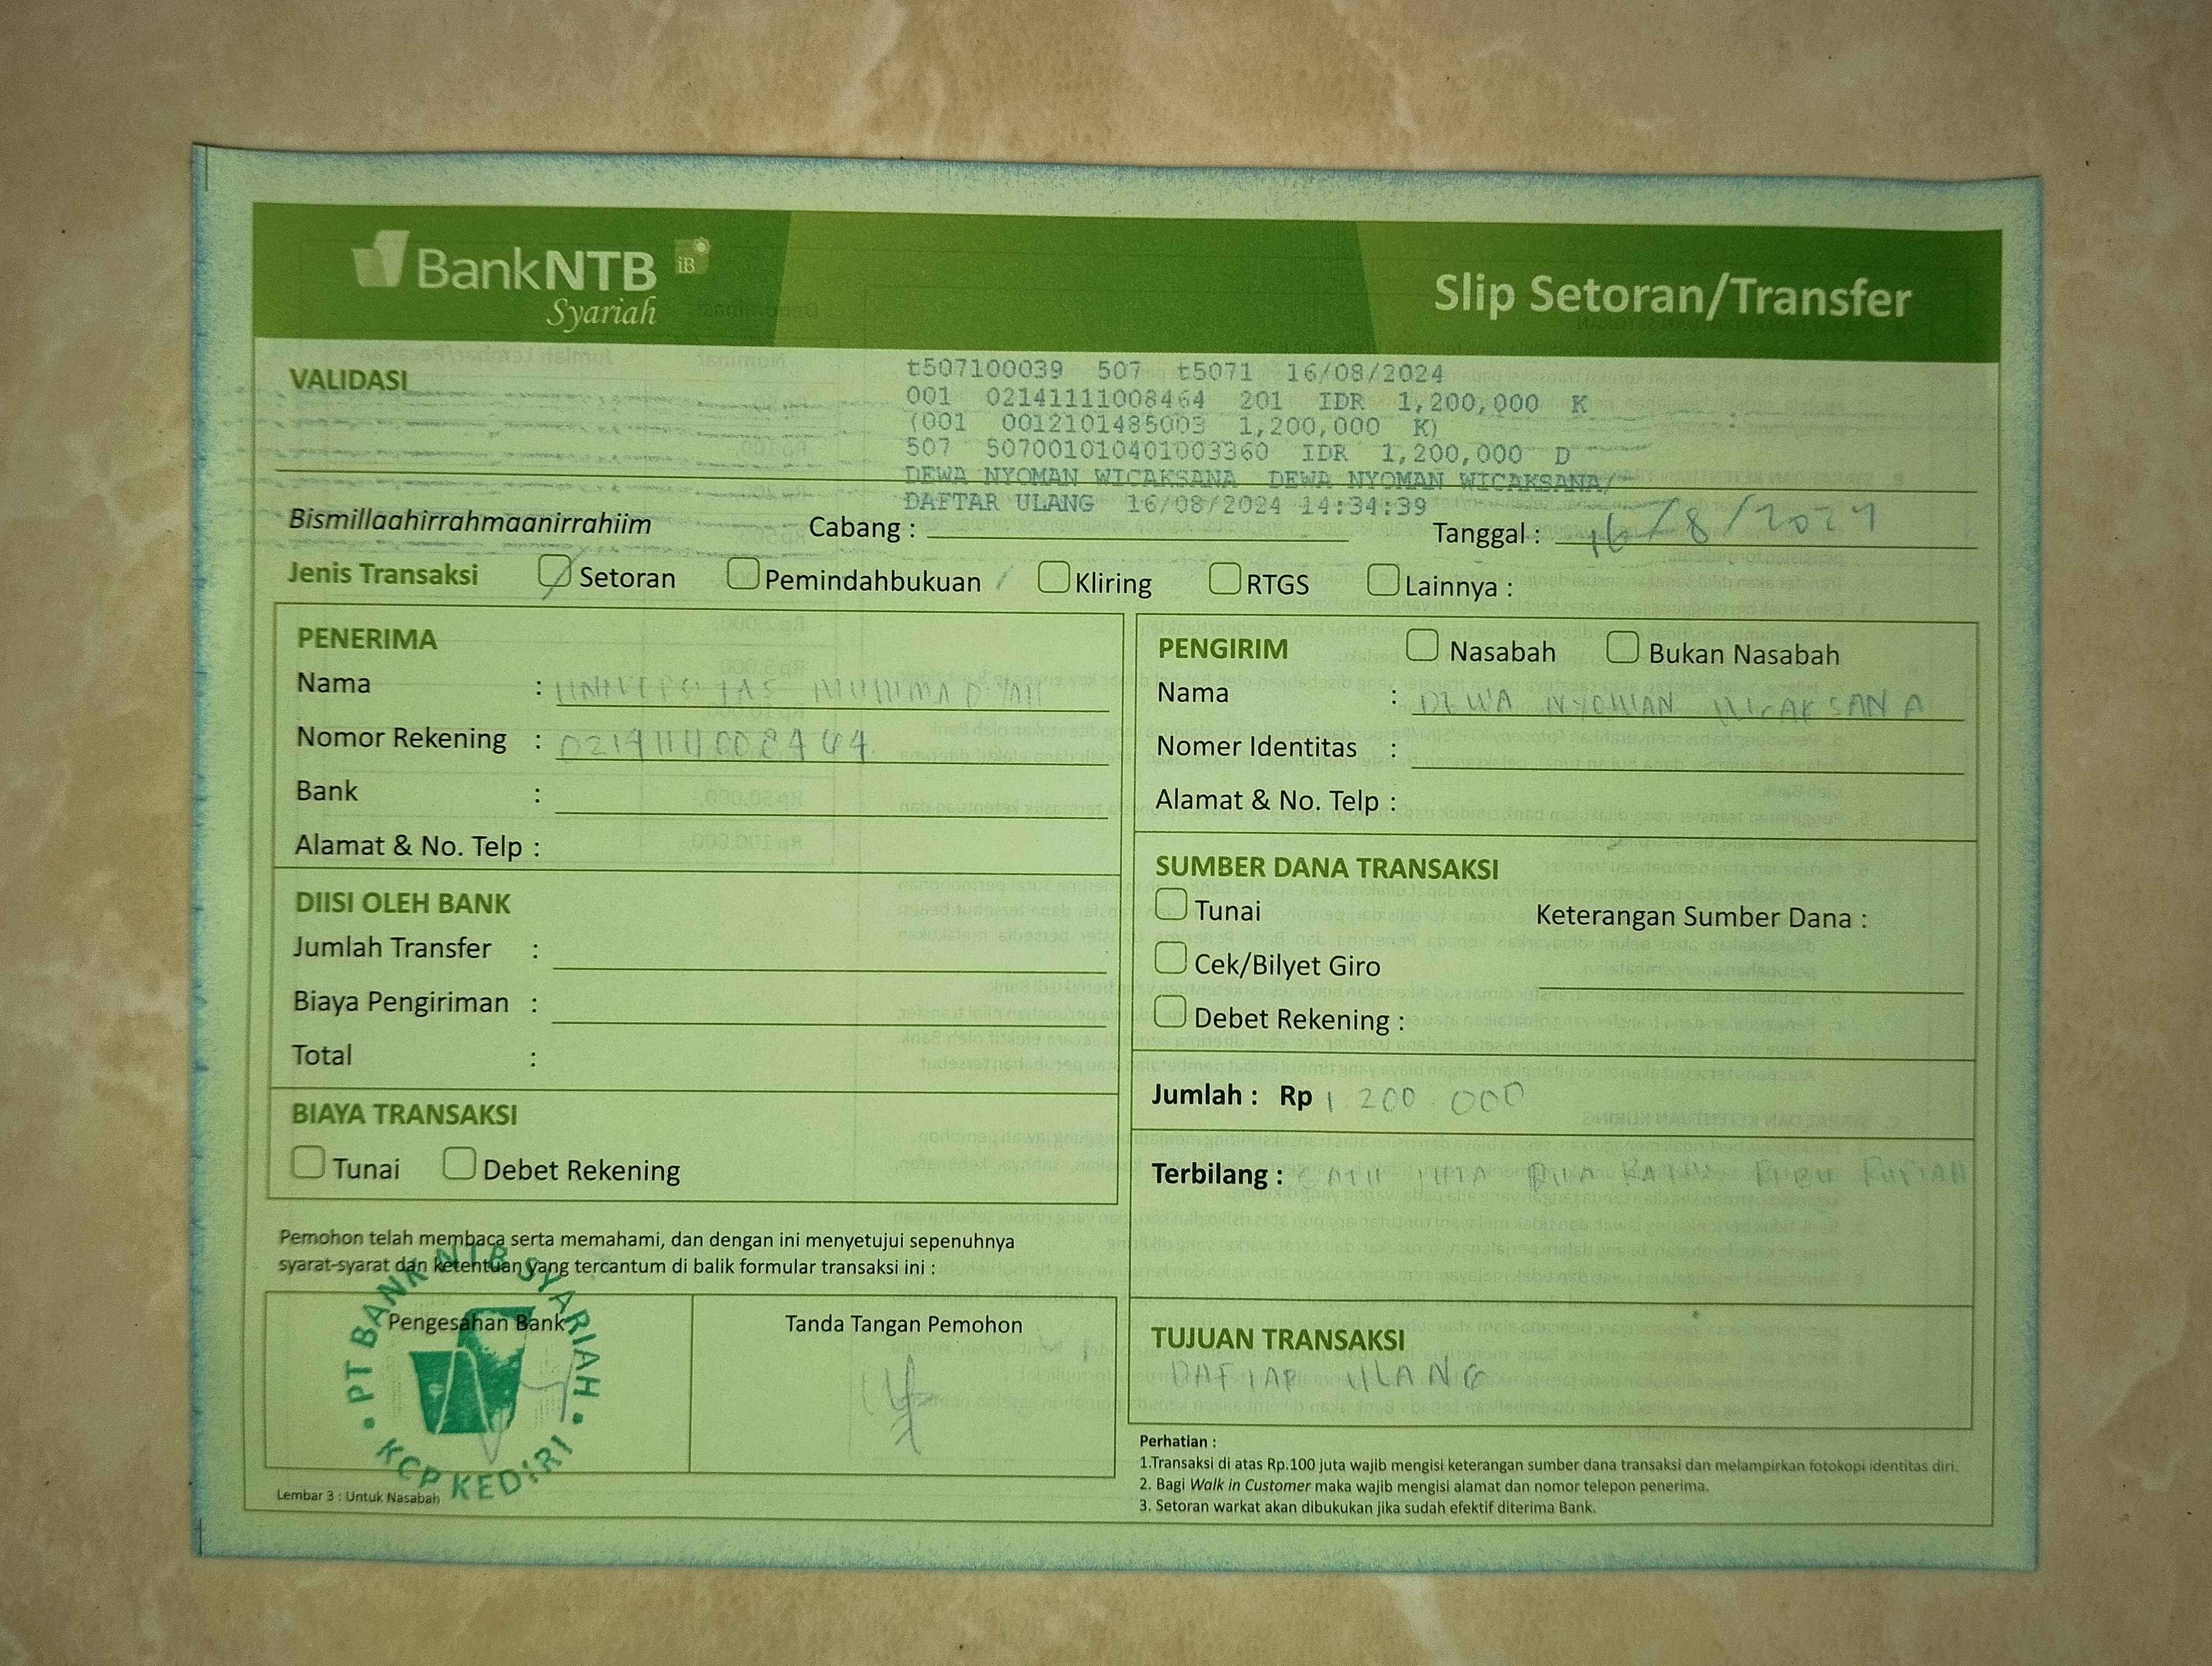 BankNTB iB
Syariah
Slip Setoran/Transfer
VALIDASI
t507100039 507 t5071 16/08/2024
001 02141111008464 201 IDR 1,200,000 K
(001 0012101485003 1,200,000 K)
507 507001010401003360 IDR 1,200,000 D
DEWA NYOMAN WICAKSANA DEWA NYOMAN WICAKSANA/
DAFTAR ULANG 16/08/2024 14:34:39
Bismillaahirrahmaanirrahiim Cabang : Tanggal : 16/8/2024
Jenis Transaksi Setoran Pemindahbukuan Kliring RTGS Lainnya :
PENERIMA
Nama :
Nomor Rekening :
Bank :
Alamat & No. Telp :
DIISI OLEH BANK
Jumlah Transfer :
Biaya Pengiriman :
Total :
BIAYA TRANSAKSI
Tunai Debet Rekening
PENGIRIM Nasabah Bukan Nasabah
Nama : DEWA NYOMAN WICAKSANA
Nomer Identitas :
Alamat & No. Telp :
SUMBER DANA TRANSAKSI
Tunai Keterangan Sumber Dana :
Cek/Bilyet Giro
Debet Rekening :
Jumlah : Rp 1.200.000
Terbilang : SATU JUTA DUA RATUS RIBU RUPIAH
TUJUAN TRANSAKSI
DAFTAR ULANG
Pemohon telah membaca serta memahami, dan dengan ini menyetujui sepenuhnya
syarat-syarat dan ketentuan yang tercantum di balik formular transaksi ini :
Pengesahan Bank Tanda Tangan Pemohon
PT BANK NTB SYARIAH
KCP KEDIRI
Lembar 3 : Untuk Nasabah
Perhatian :
1.Transaksi di atas Rp.100 juta wajib mengisi keterangan sumber dana transaksi dan melampirkan fotokopi identitas diri.
2. Bagi Walk in Customer maka wajib mengisi alamat dan nomor telepon penerima.
3. Setoran warkat akan dibukukan jika sudah efektif diterima Bank.